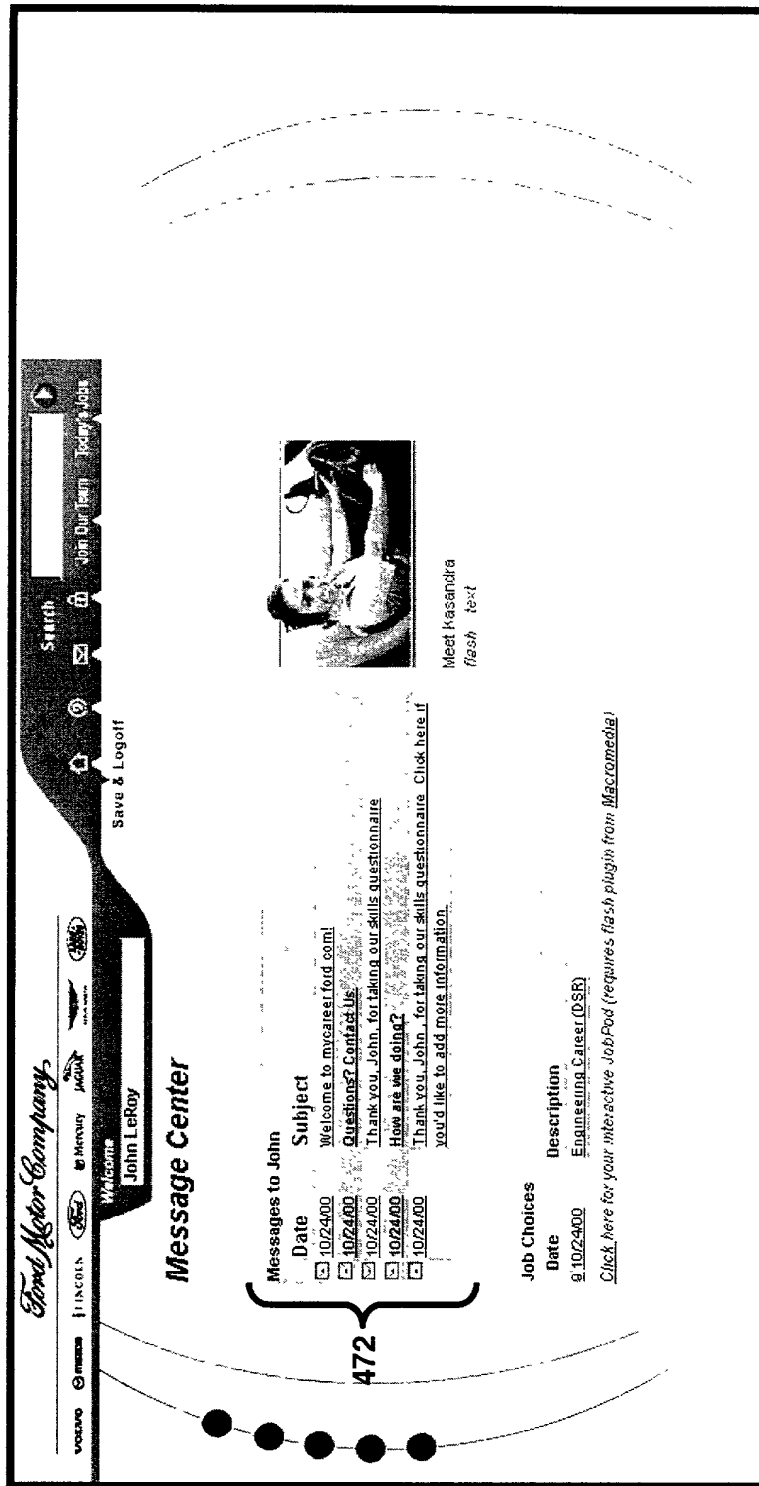 Ford Motor Company
VOLVO mazda LINCOLN Ford Mercury JAGUAR
Search
Join Our Team Today's Jobs
Welcome
John LeRoy
Save & Logoff
Message Center
Messages to John
Date Subject
10/24/00 Welcome to mycareer ford com!
10/24/00 Questions? Contact Us
10/24/00 Thank you, John, for taking our skills questionnaire
10/24/00 How are we doing?
10/24/00 Thank you, John , for taking our skills questionnaire Click here if
you'd like to add more information
472
Meet Kasandra
flash text
Job Choices
Date Description
10/24/00 Engineering Career (DSR)
Click here for your interactive JobPod (requires flash plugin from Macromedia)